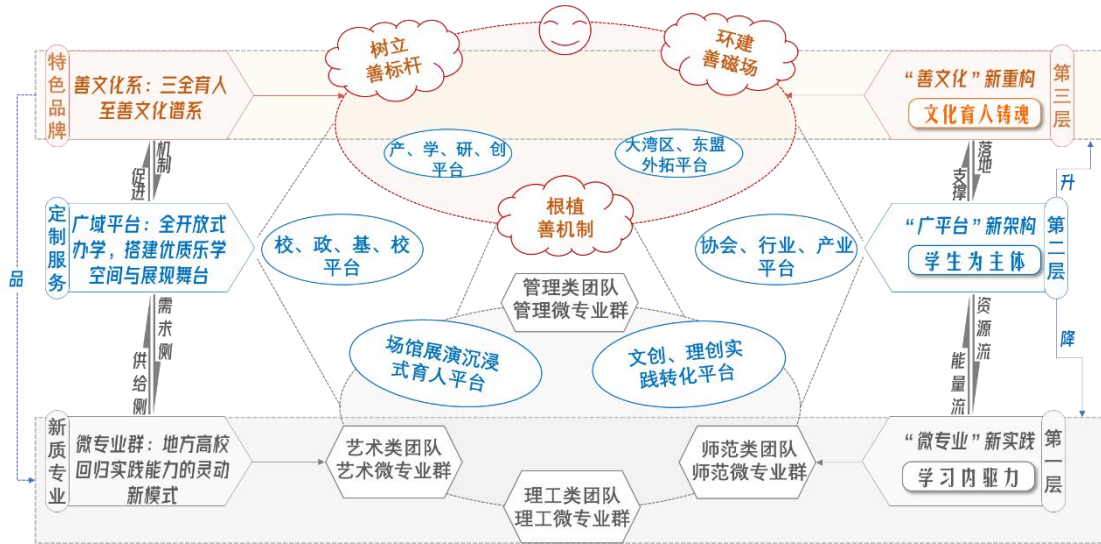 树立
善标杆
环建
善磁场
特色品牌
善文化系：三全育人
至善文化谱系
“善文化”新重构
文化育人铸魂
第三层
产、学、研、创
平台
大湾区、东盟
外拓平台
促进
机制
支撑
落地
升
根植
善机制
定制服务
广域平台：全开放式
办学，搭建优质乐学
空间与展现舞台
校、政、基、校
平台
协会、行业、产业
平台
“广平台”新架构
学生为主体
第二层
品
管理类团队
管理微专业群
供给侧
需求侧
场馆展演沉浸
式育人平台
文创、理创实
践转化平台
能量流
资源流
降
新质专业
微专业群：地方高校
回归实践能力的灵动
新模式
艺术类团队
艺术微专业群
师范类团队
师范微专业群
“微专业”新实践
学习内驱力
第一层
理工类团队
理工微专业群